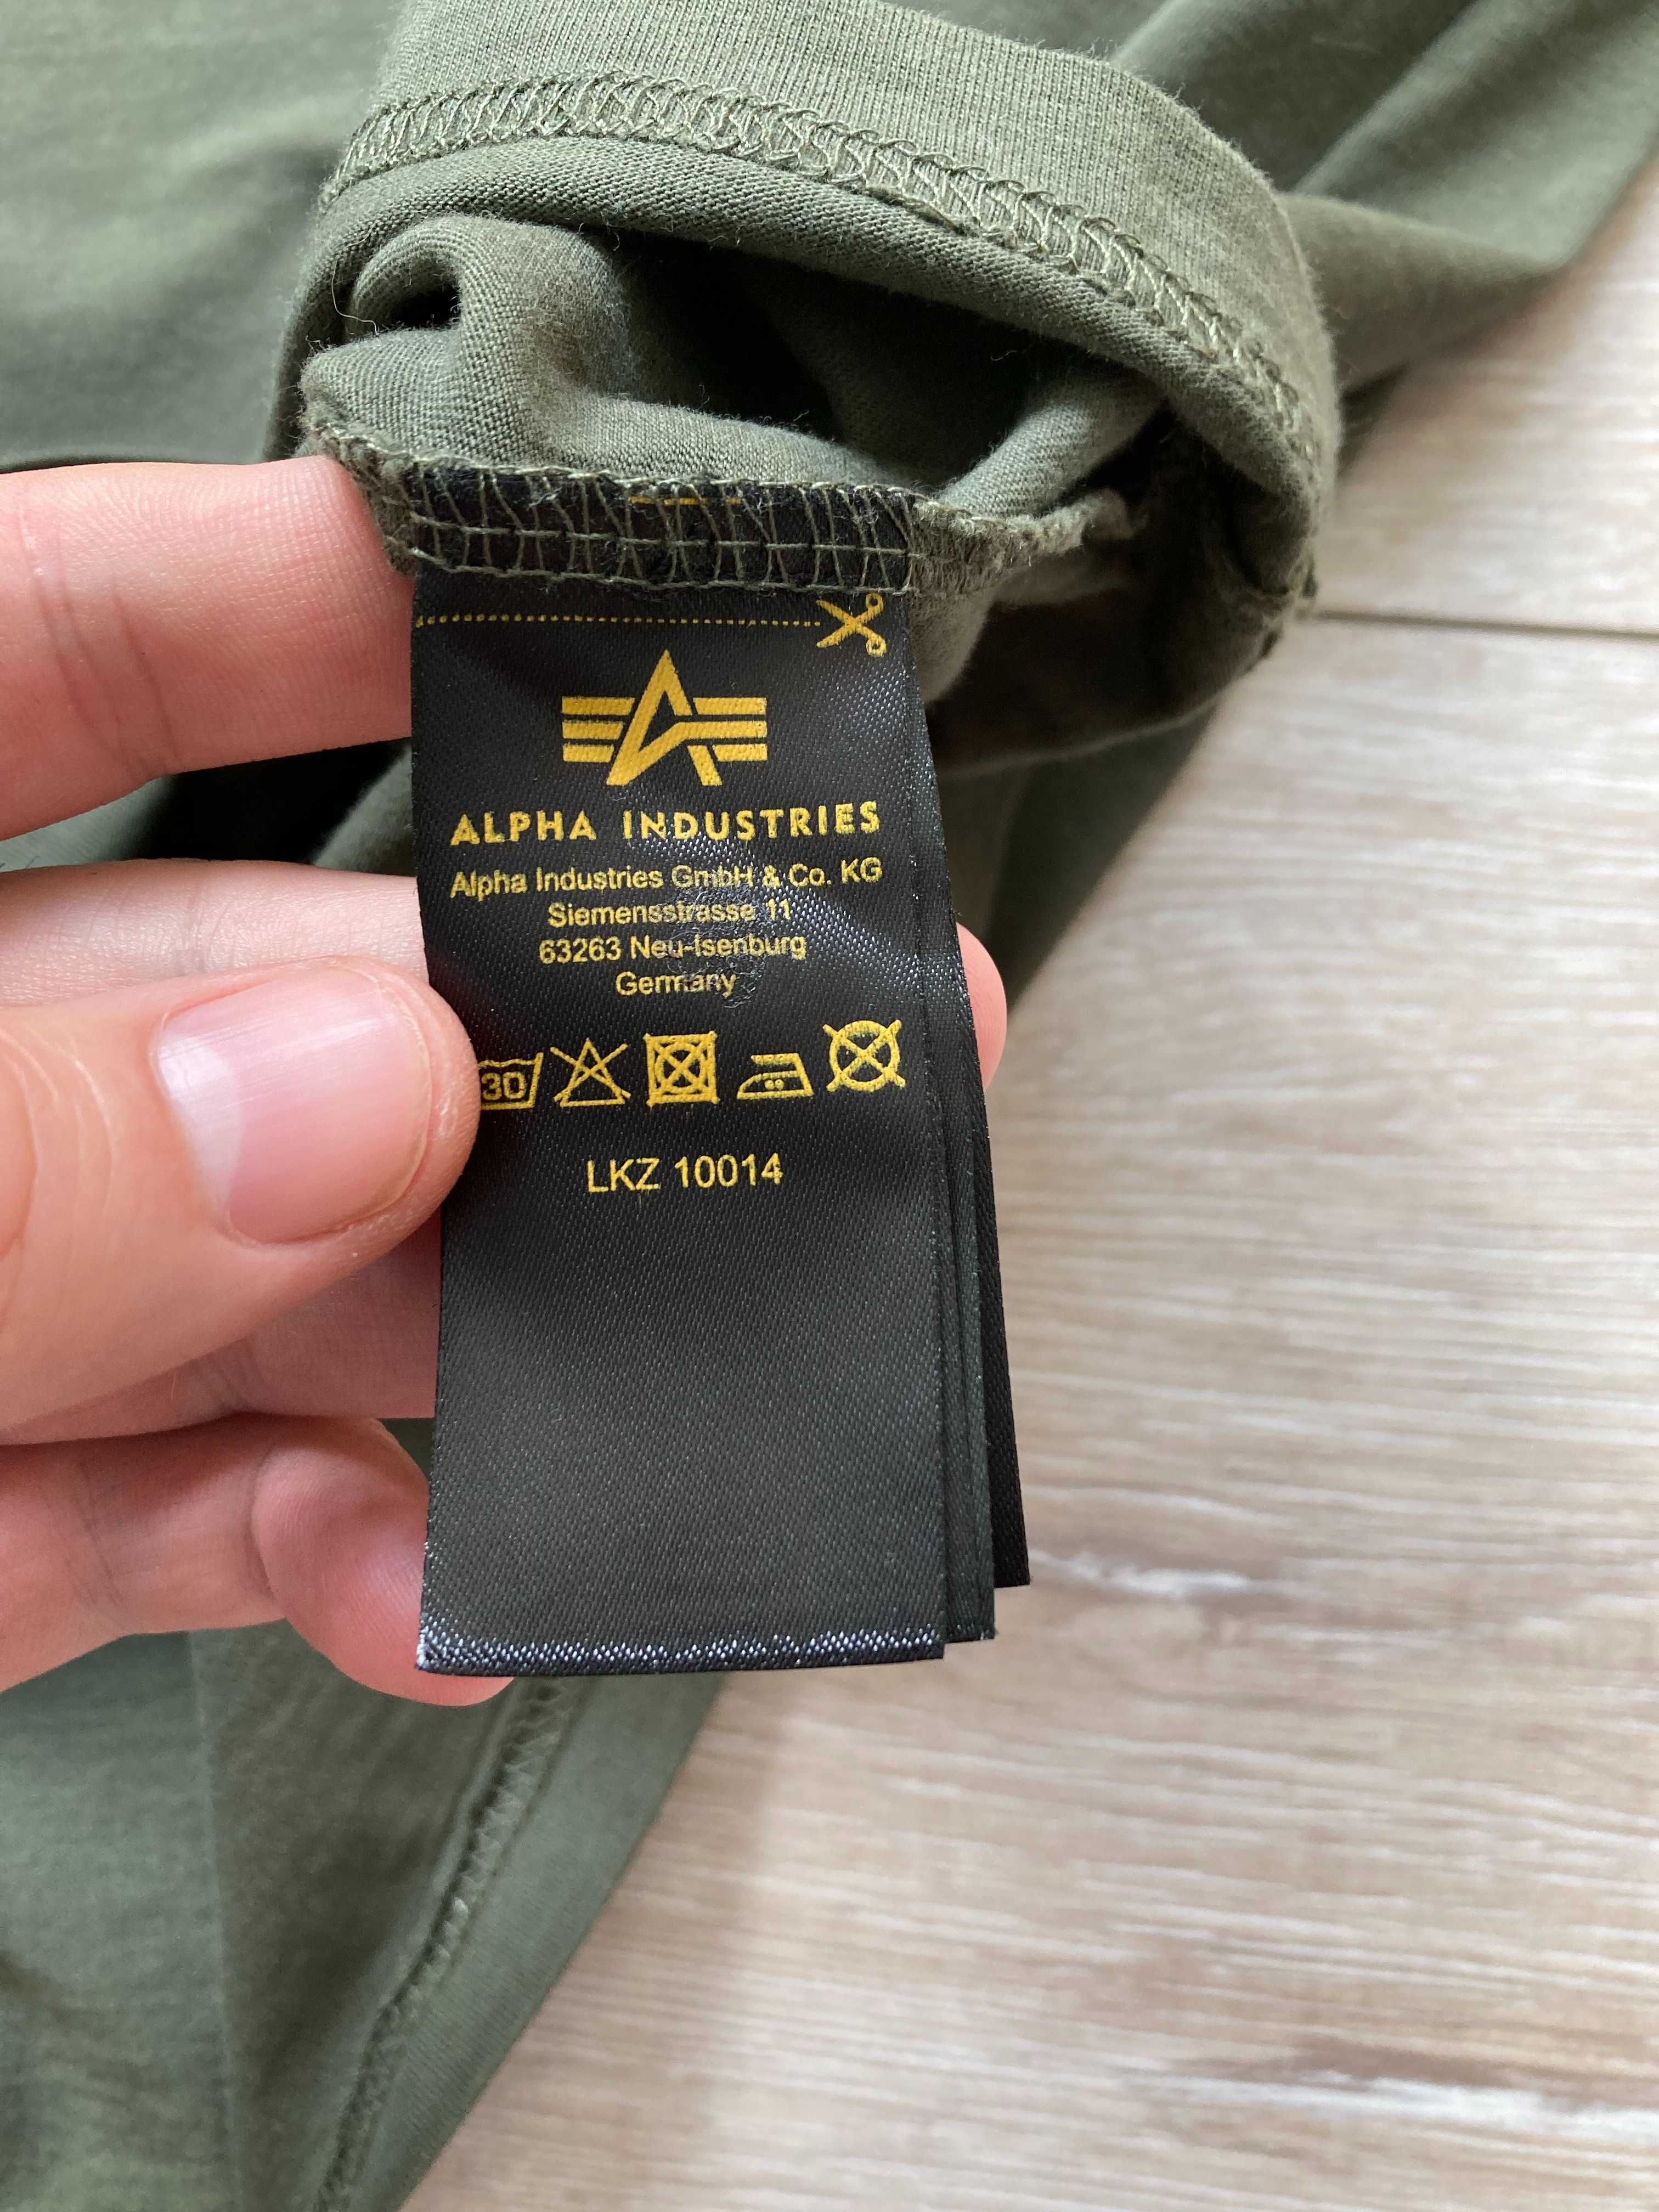 ALPHA INDUSTRIES
Alpha Industries GmbH & Co. KG
Siemensstrasse 11
63263 Neu-Isenburg
Germany
30
LKZ 10014